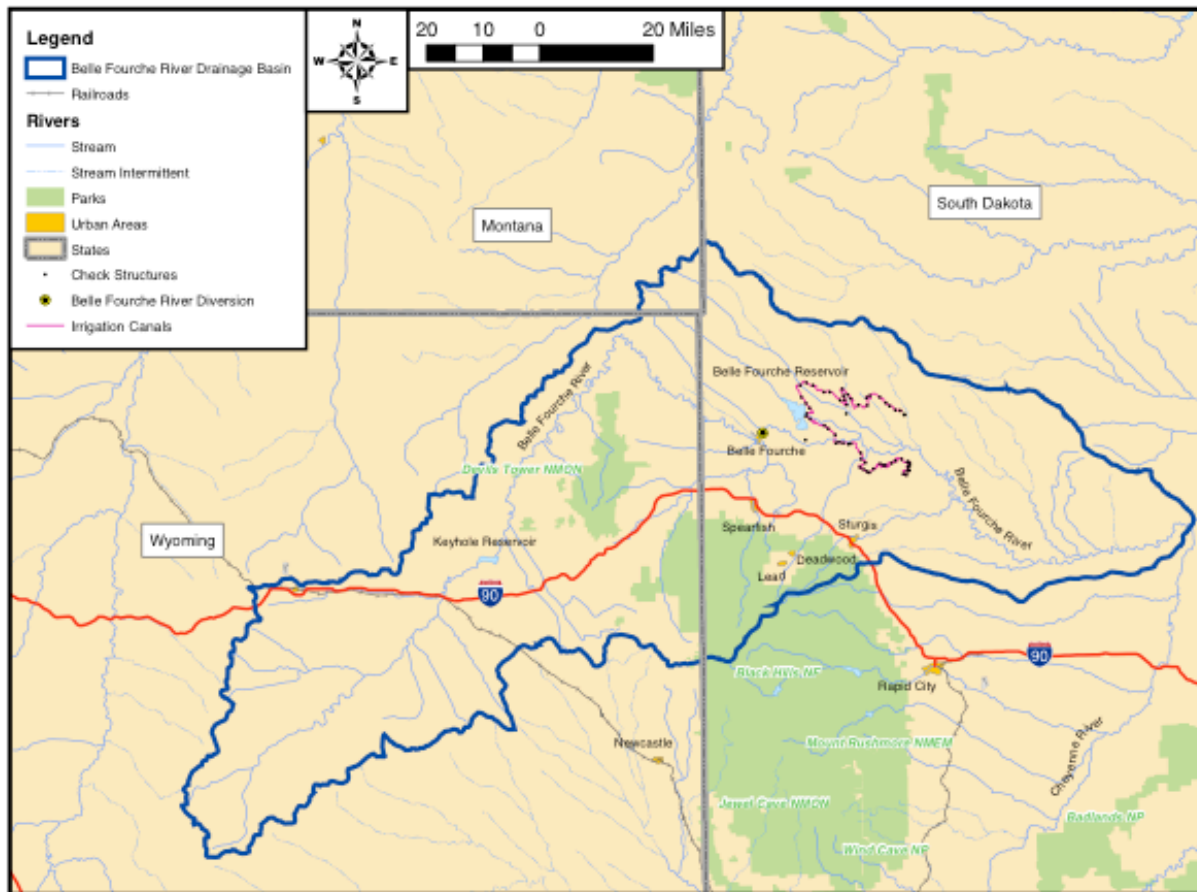 Legend
Belle Fourche River Drainage Basin
Railroads
Rivers
Stream
Stream Intermittent
Parks
Urban Areas
States
Check Structures
Belle Fourche River Diversion
Irrigation Canals
N
W E
S
20 10 0 20 Miles
Montana
South Dakota
Wyoming
Belle Fourche River
Belle Fourche Reservoir
Belle Fourche
Devils Tower NMON
Belle Fourche River
Keyhole Reservoir
Spearfish
Sturgis
Deadwood
Lead
90
90
Black Hills NF
Rapid City
Newcastle
Mount Rushmore NMEM
Cheyenne River
Jewel Cave NMON
Badlands NP
Wind Cave NP